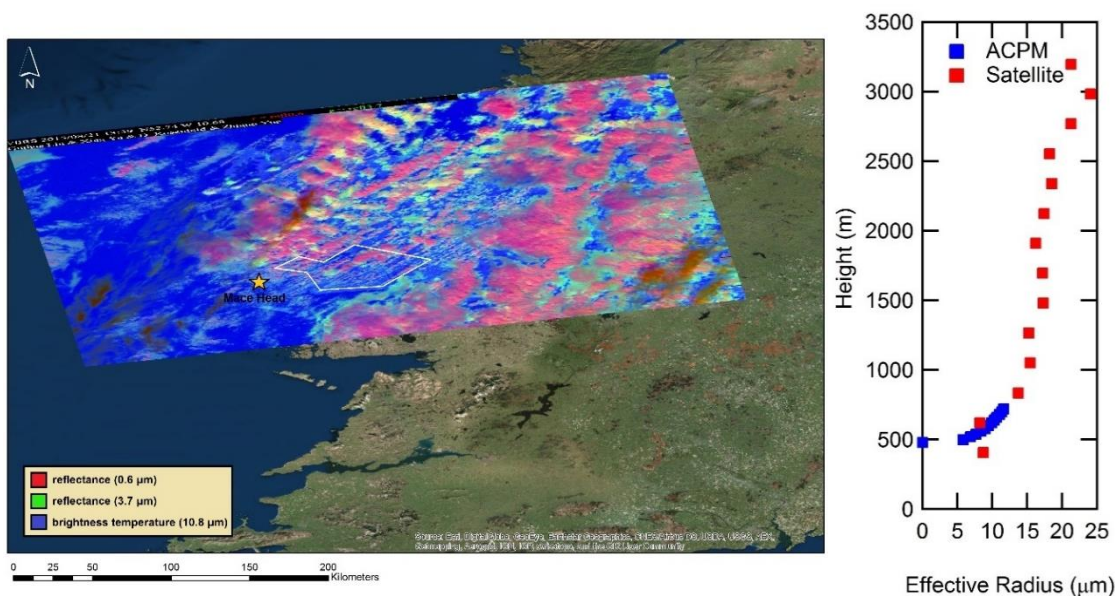 N
Mace Head
reflectance (0.6 µm)
reflectance (3.7 µm)
brightness temperature (10.8 µm)
0 50 100 200
Kilometers
3500
3000
2500
2000
1500
1000
500
0
Height (m)
ACPM
Satellite
0 5 10 15 20 25
Effective Radius (µm)